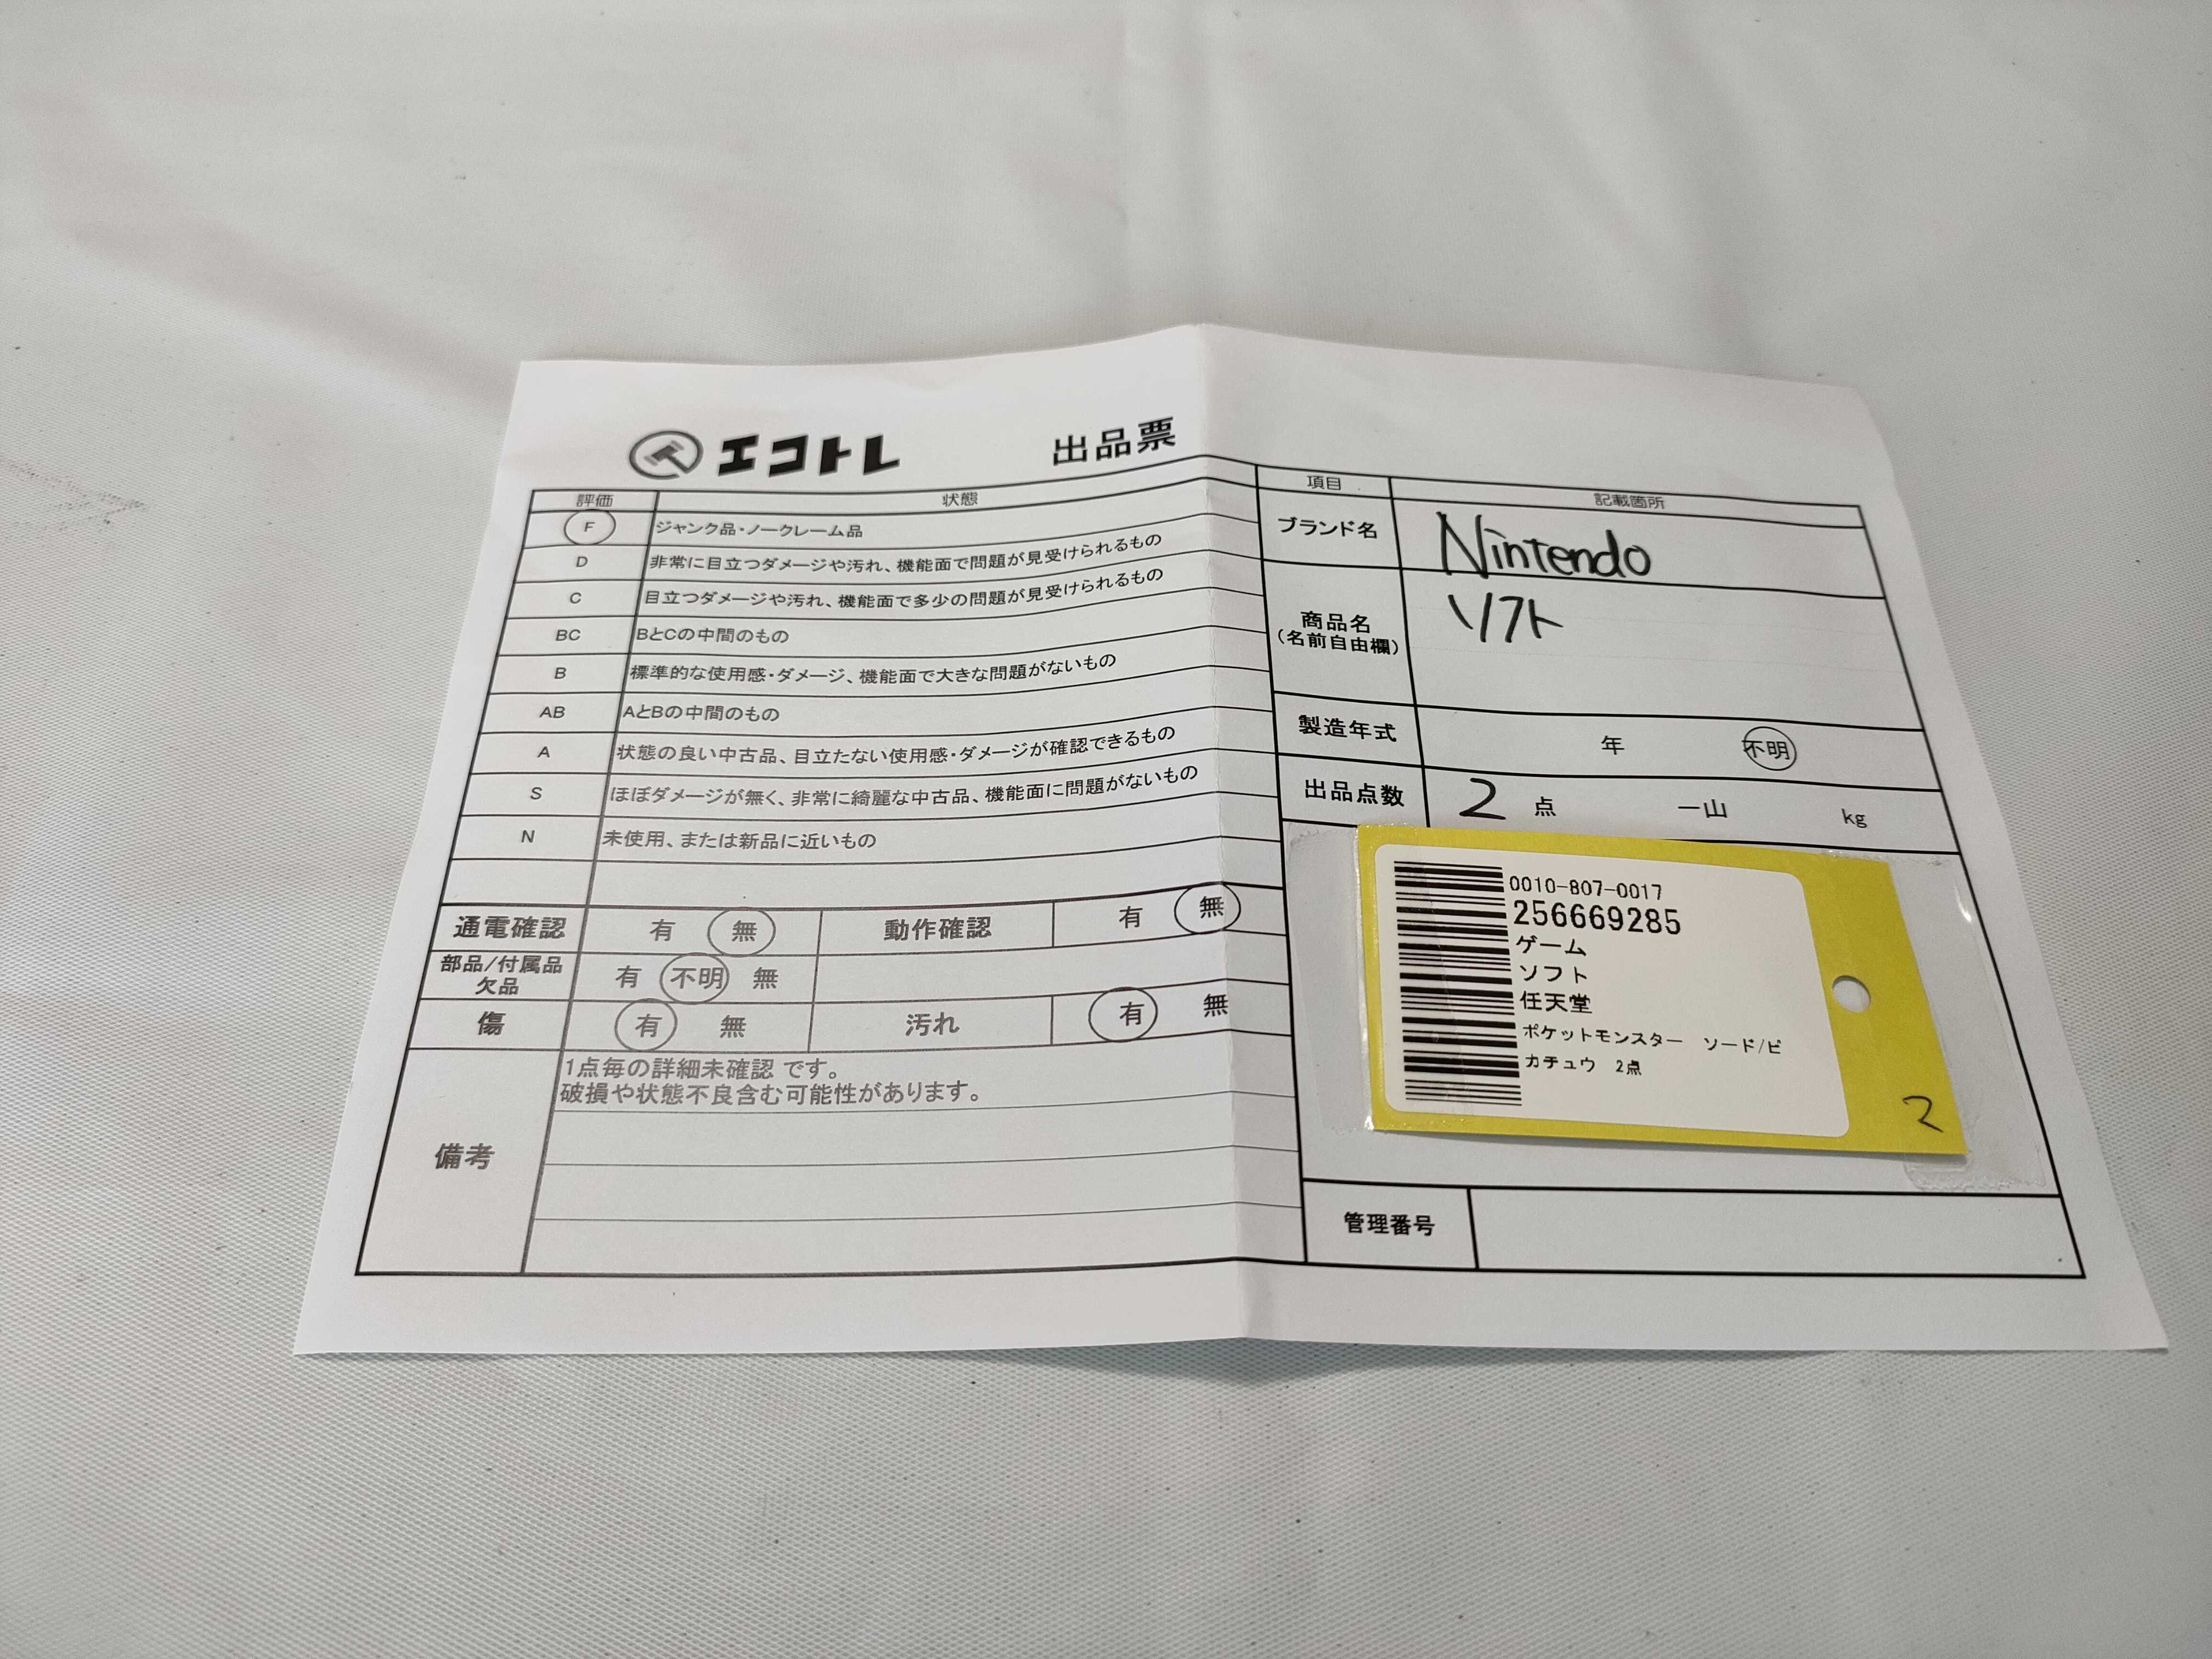 エコトレ 出品票
評価 状態
F ジャンク品・ノークレーム品
D 非常に目立つダメージや汚れ、機能面で問題が見受けられるもの
C 目立つダメージや汚れ、機能面で多少の問題が見受けられるもの
BC BとCの中間のもの
B 標準的な使用感・ダメージ、機能面で大きな問題がないもの
AB AとBの中間のもの
A 状態の良い中古品、目立たない使用感・ダメージが確認できるもの
S ほぼダメージが無く、非常に綺麗な中古品、機能面に問題がないもの
N 未使用、または新品に近いもの
通電確認 有 無 動作確認 有 無
部品/付属品
欠品
有 不明 無
傷 有 無 汚れ 有 無
備考
1点毎の詳細未確認 です。
破損や状態不良含む可能性があります。
項目 記載箇所
ブランド名 Nintendo
商品名
(名前自由欄)
ソフト
製造年式 年 不明
出品点数 2 点 一山 kg
0010-807-0017
256669285
ゲーム
ソフト
任天堂
ポケットモンスター ソード/ピ
カチュウ 2点
2
管理番号